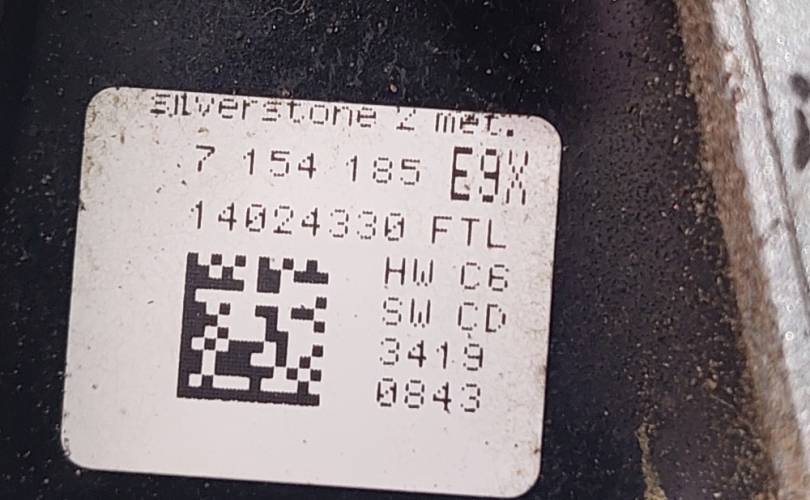 silverstone 2 met.
7 154 185 E9X
14024330 FTL
HW C6
SW CD
3419
0843